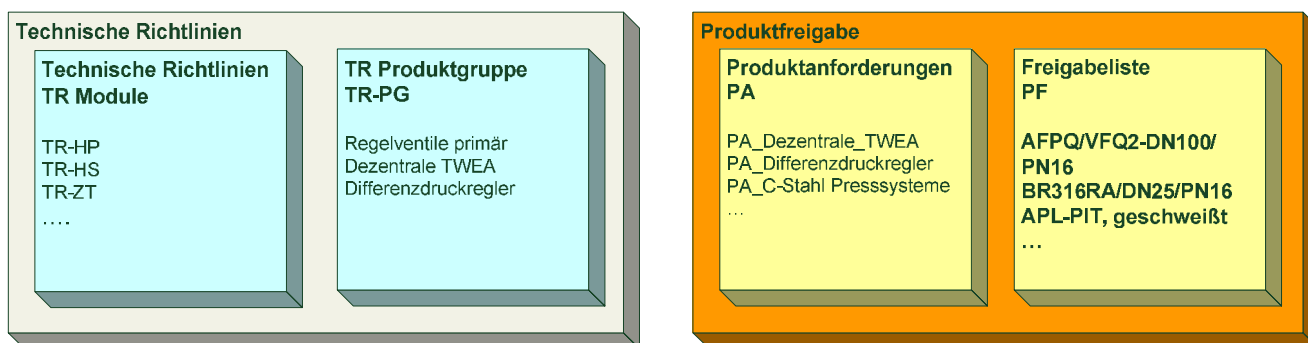 Technische Richtlinien
Technische Richtlinien
TR Module
TR-HP
TR-HS
TR-ZT
....
TR Produktgruppe
TR-PG
Regelventile primär
Dezentrale TWEA
Differenzdruckregler
Produktfreigabe
Produktanforderungen
PA
PA_Dezentrale_TWEA
PA_Differenzdruckregler
PA_C-Stahl Presssysteme
...
Freigabeliste
PF
AFPQ/VFQ2-DN100/
PN16
BR316RA/DN25/PN16
APL-PIT, geschweißt
...